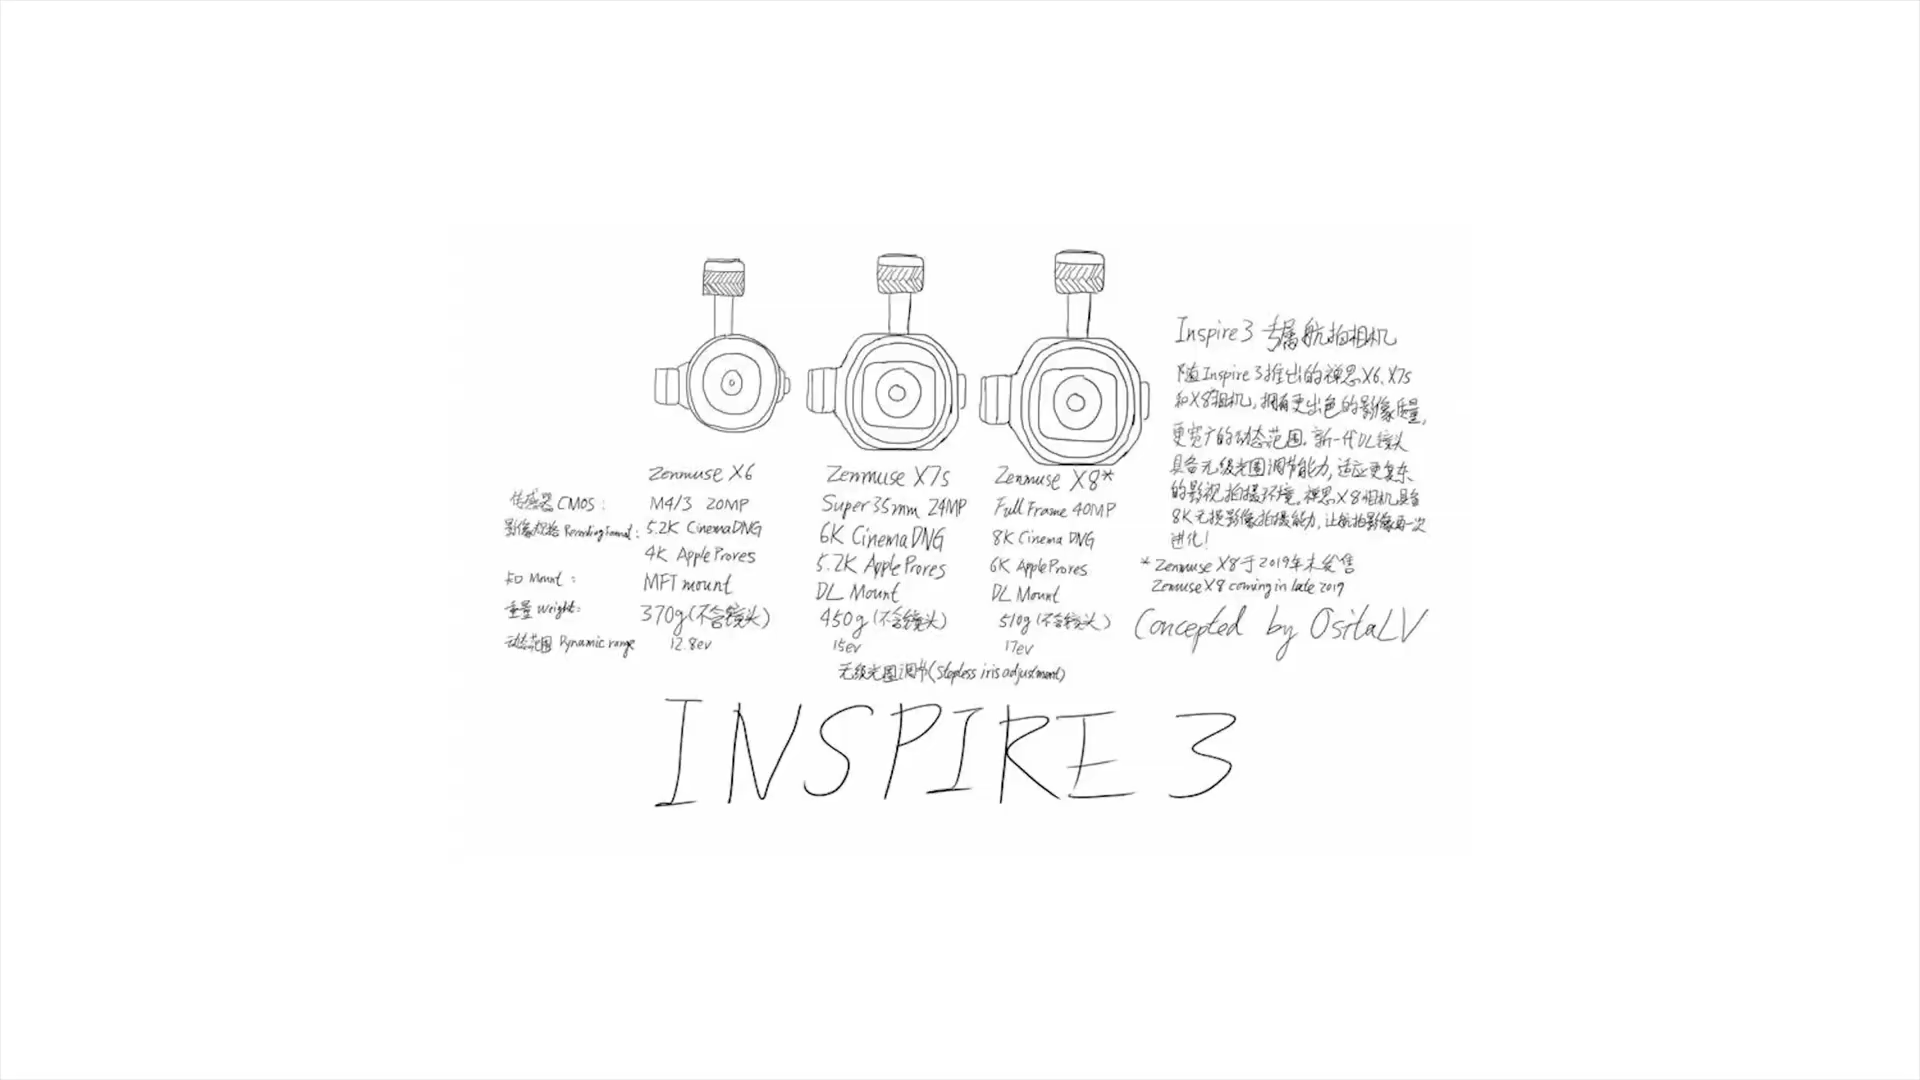 Zenmuse X6 Zenmuse X7s Zenmuse X8*
传感器 CMOS: M4/3 20MP Super35mm 24MP Full Frame 40MP
影像规格 Recording Format: 5.2K CinemaDNG 6K CinemaDNG 8K Cinema DNG
4K Apple Prores 5.2K Apple Prores 6K Apple Prores
卡口 Mount: MFT mount DL Mount DL Mount
重量 Weight: 370g(不含镜头) 450g(不含镜头) 510g(不含镜头)
动态范围 Dynamic range 12.8ev 15ev 17ev
无级光圈调节(Stepless iris adjustment)
Inspire3 专属航拍相机
随Inspire 3推出的禅思X6、X7s
和X8相机,拥有更出色的影像质量,
更宽广的动态范围.新一代DL镜头
具备无级光圈调节能力,适应更复杂
的影视拍摄环境.禅思X8相机具备
8K无损影像拍摄能力,让航拍影像再一次
进化!
*Zenmuse X8于2019年末发售
Zenmuse X8 coming in late 2019
Concepted by OsitaLV
INSPIRE 3